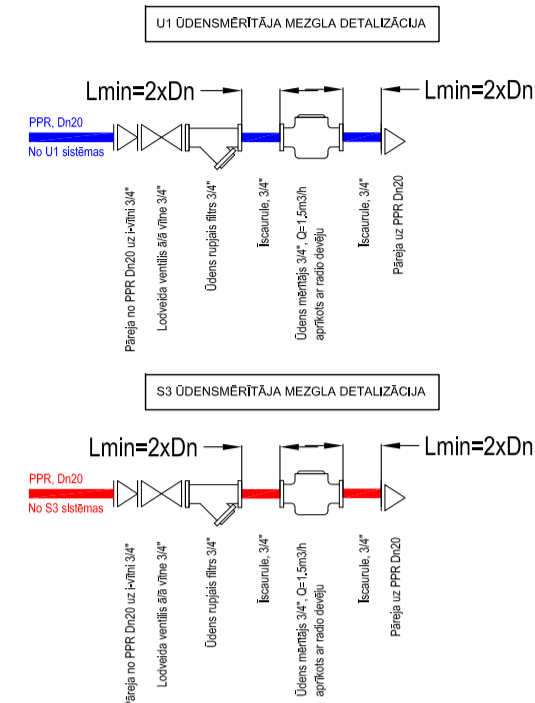 U1 ŪDENSMĒRĪTĀJA MEZGLA DETALIZĀCIJA
Lmin=2xDn
Lmin=2xDn
PPR, Dn20
No U1 sistēmas
Pāreja no PPR Dn20 uz i-vītni 3/4"
Lodveida ventilis ā/ā vītne 3/4"
Ūdens rupjais filtrs 3/4"
Īscaurule, 3/4"
Ūdens mērītājs 3/4", Q=1.5m3/h
aprīkots ar radio devēju
Īscaurule, 3/4"
Pāreja uz PPR Dn20
S3 ŪDENSMĒRĪTĀJA MEZGLA DETALIZĀCIJA
Lmin=2xDn
Lmin=2xDn
PPR, Dn20
No S3 sistēmas
Pāreja no PPR Dn20 uz i-vītni 3/4"
Lodveida ventilis ā/ā vītne 3/4"
Ūdens rupjais filtrs 3/4"
Īscaurule, 3/4"
Ūdens mērītājs 3/4", Q=1.5m3/h
aprīkots ar radio devēju
Īscaurule, 3/4"
Pāreja uz PPR Dn20